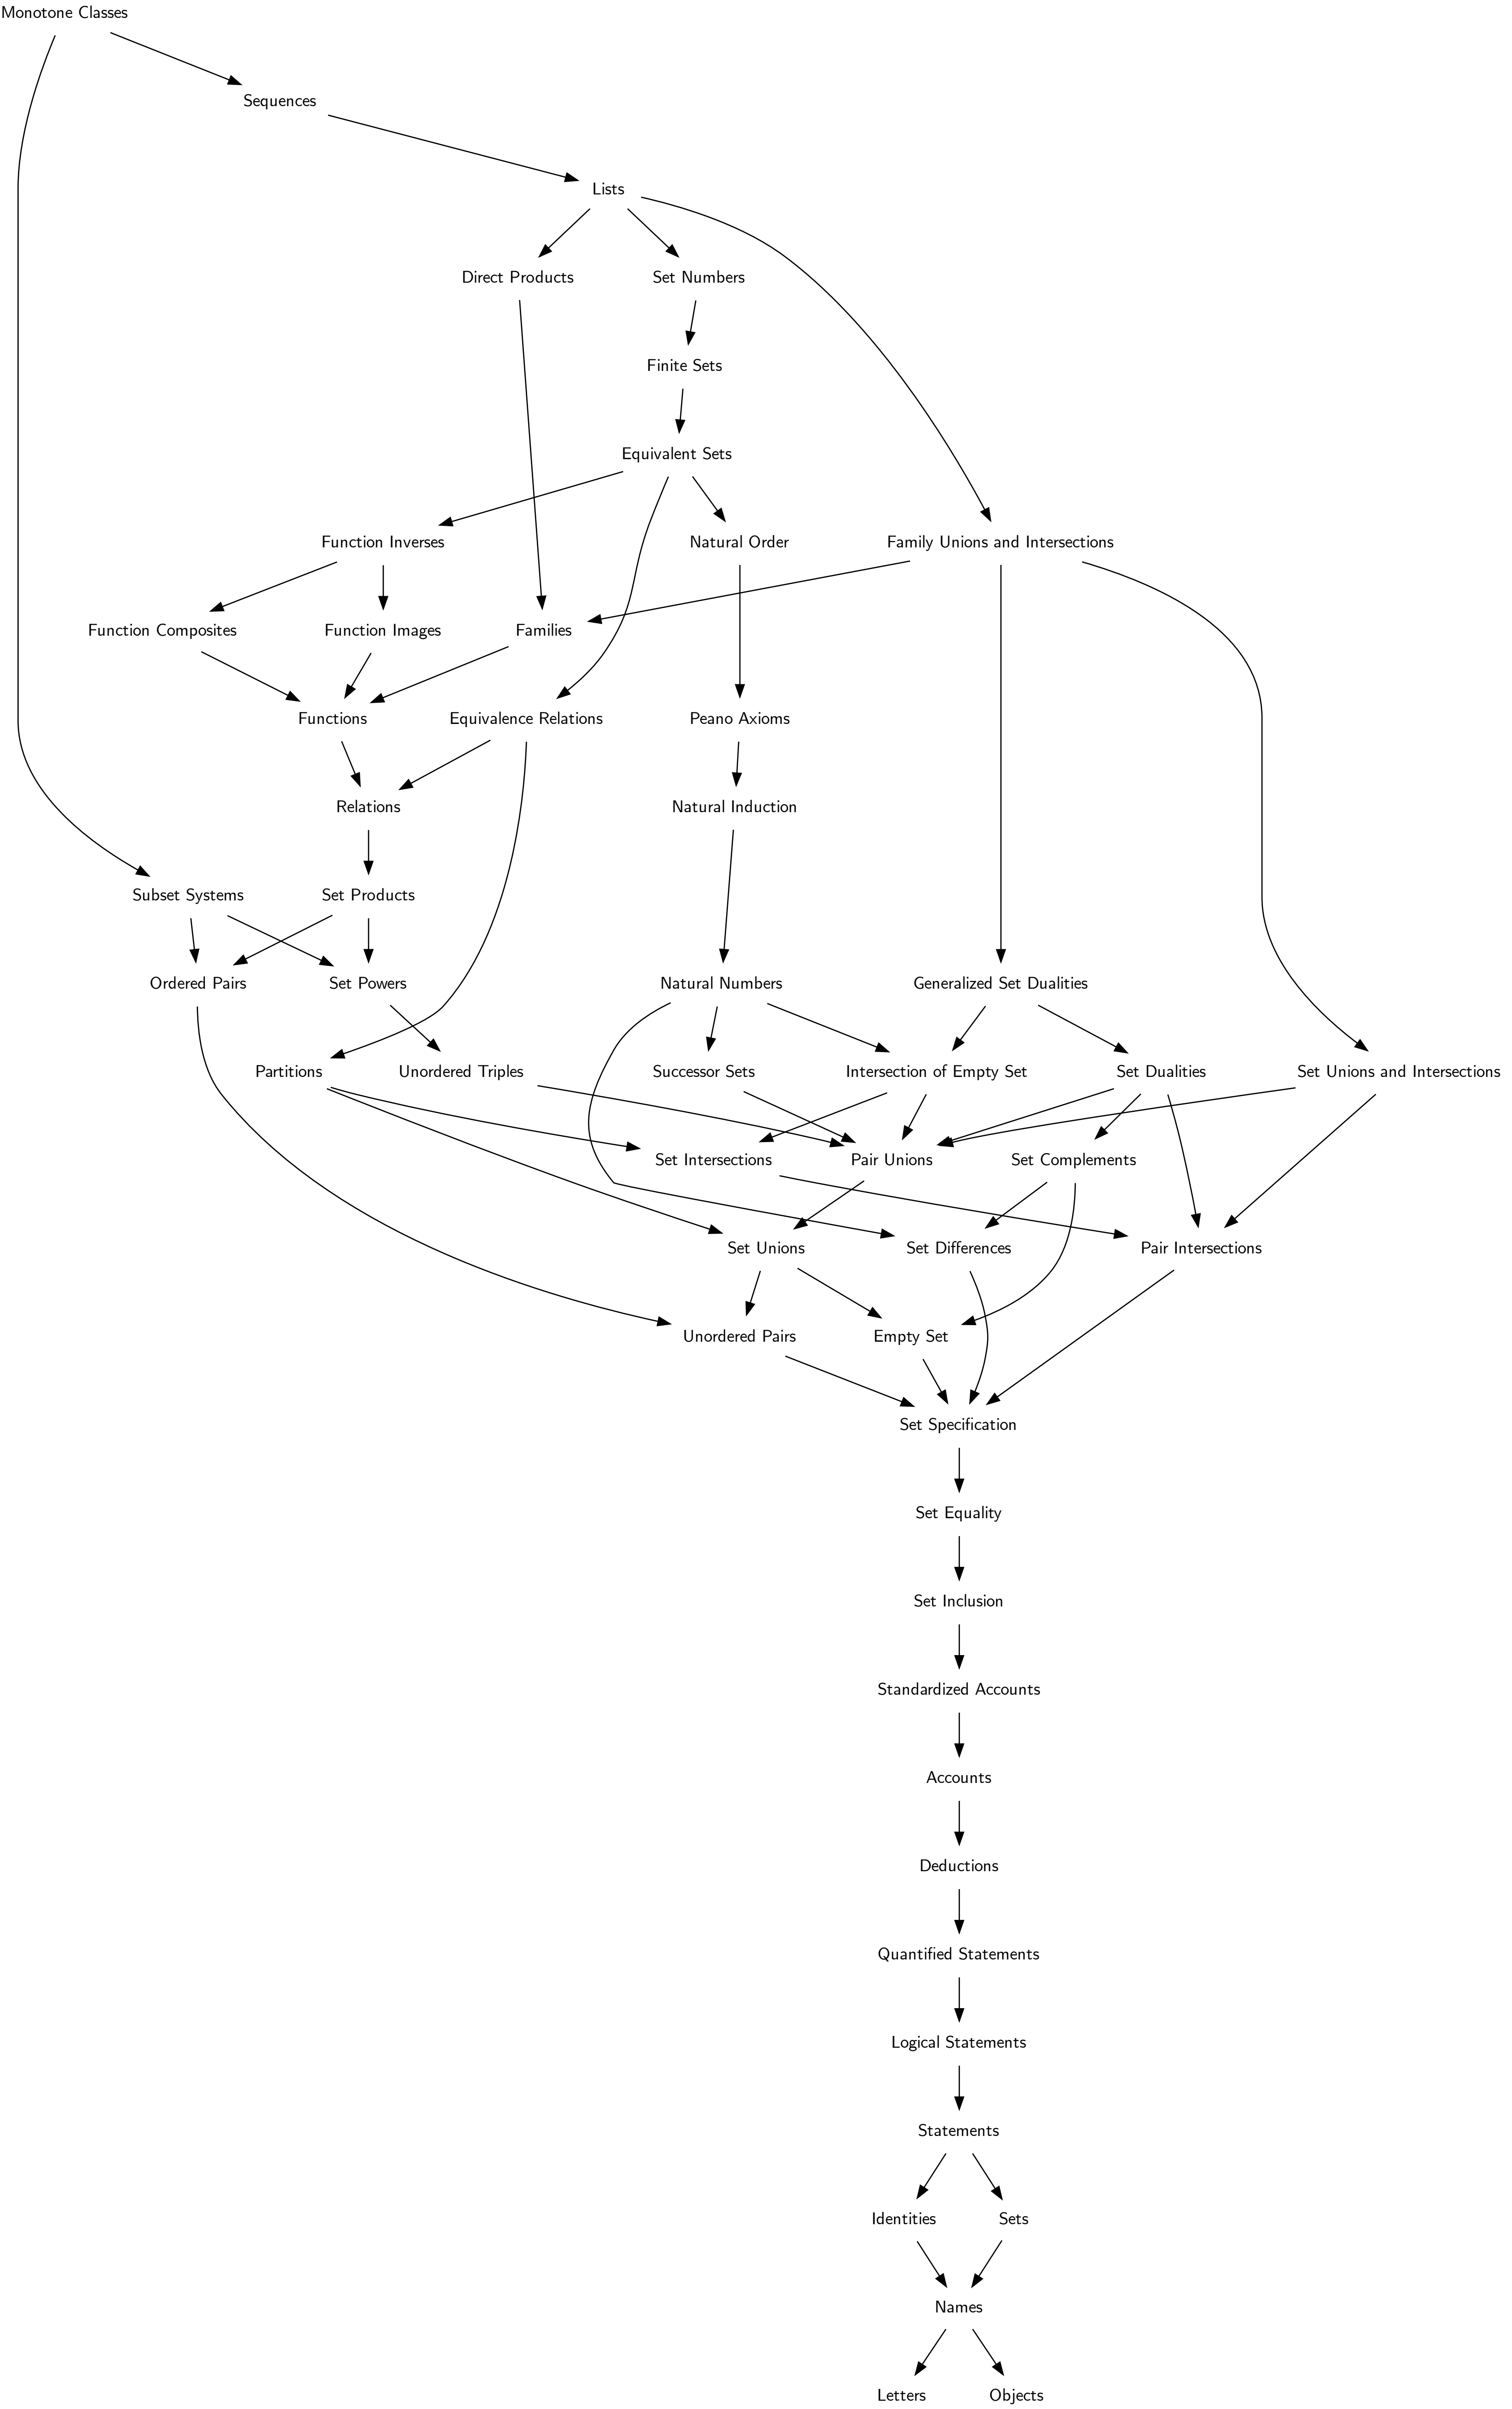 Monotone Classes
Sequences
Lists
Direct Products
Set Numbers
Finite Sets
Equivalent Sets
Function Inverses
Natural Order
Family Unions and Intersections
Function Composites
Function Images
Families
Functions
Equivalence Relations
Peano Axioms
Relations
Natural Induction
Subset Systems
Set Products
Ordered Pairs
Set Powers
Natural Numbers
Generalized Set Dualities
Partitions
Unordered Triples
Successor Sets
Intersection of Empty Set
Set Dualities
Set Unions and Intersections
Set Intersections
Pair Unions
Set Complements
Set Unions
Set Differences
Pair Intersections
Unordered Pairs
Empty Set
Set Specification
Set Equality
Set Inclusion
Standardized Accounts
Accounts
Deductions
Quantified Statements
Logical Statements
Statements
Identities
Sets
Names
Letters
Objects